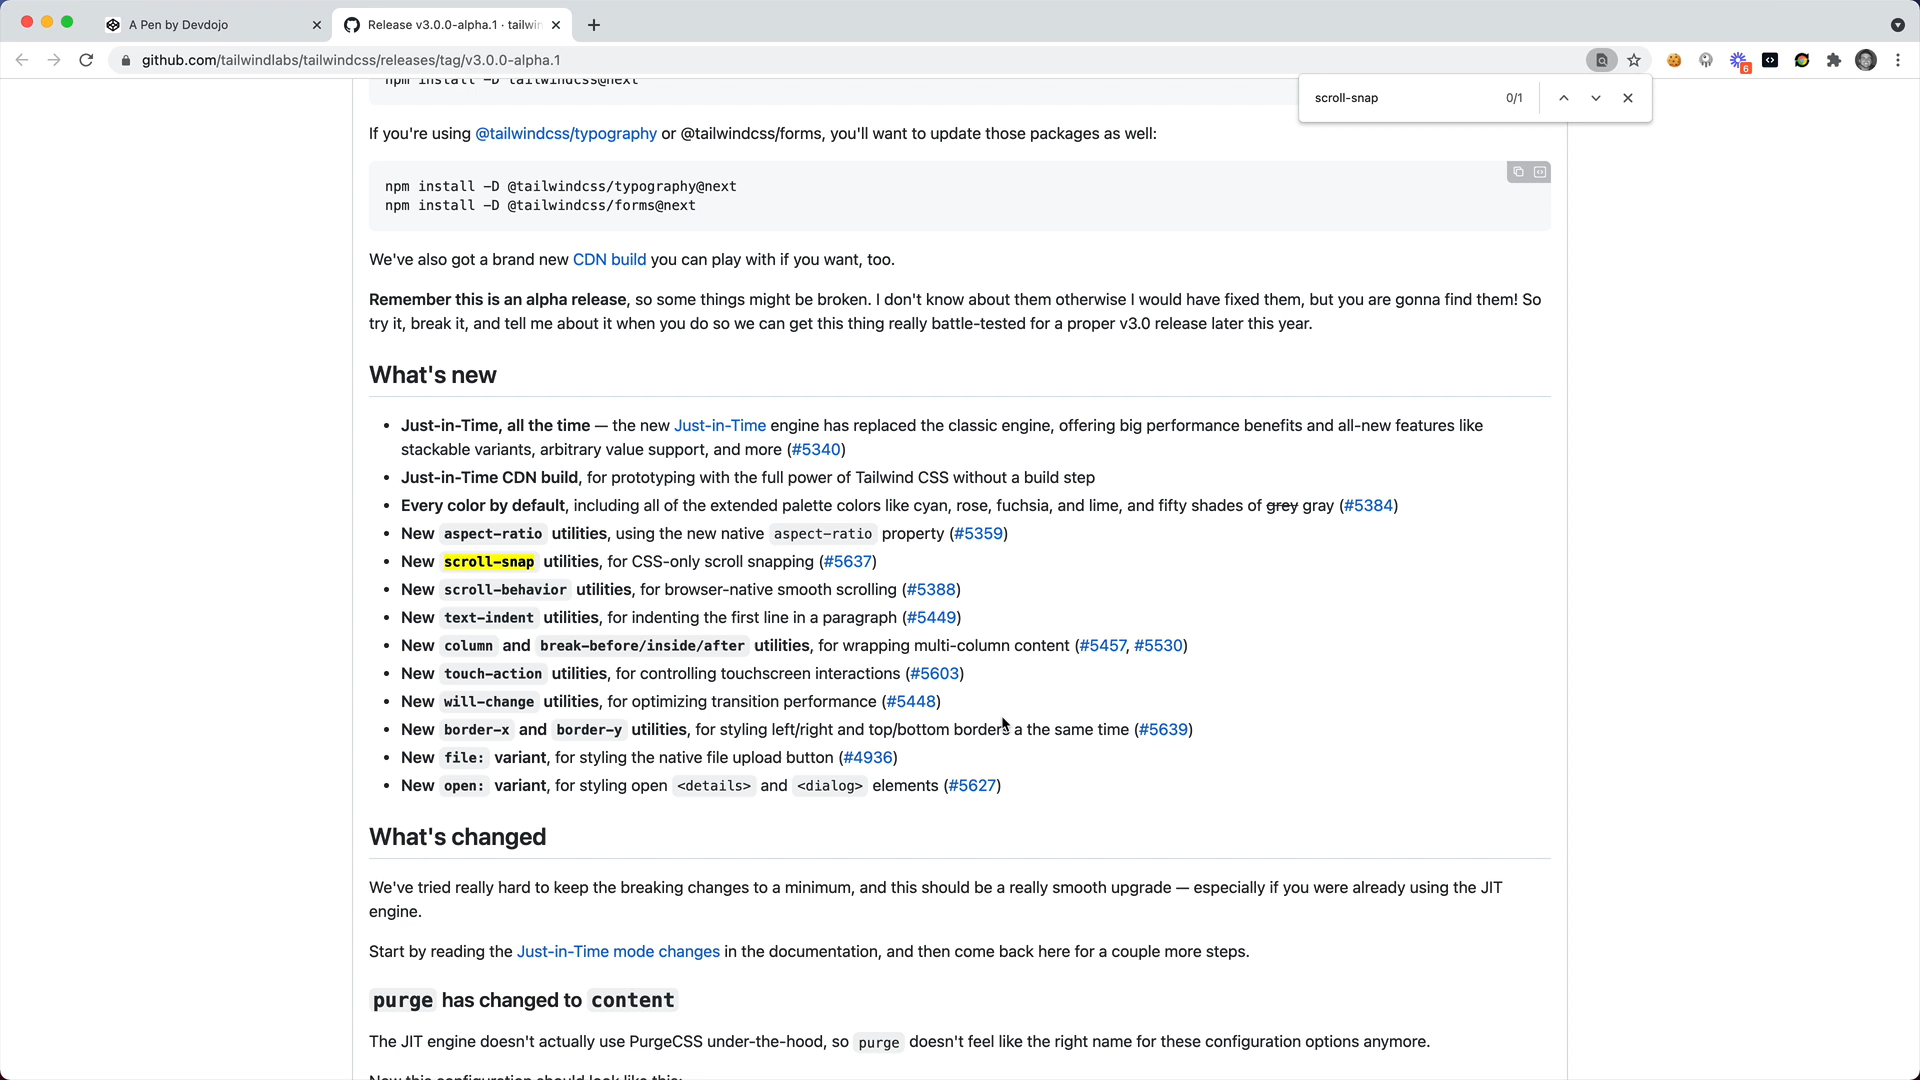 A Pen by Devdojo
Release v3.0.0-alpha.1 · tailwin
github.com/tailwindlabs/tailwindcss/releases/tag/v3.0.0-alpha.1
6
scroll-snap 0/1
npm install -D tailwindcss@next
If you're using @tailwindcss/typography or @tailwindcss/forms, you'll want to update those packages as well:
npm install -D @tailwindcss/typography@next
npm install -D @tailwindcss/forms@next
We've also got a brand new CDN build you can play with if you want, too.
Remember this is an alpha release, so some things might be broken. I don't know about them otherwise I would have fixed them, but you are gonna find them! So
try it, break it, and tell me about it when you do so we can get this thing really battle-tested for a proper v3.0 release later this year.
What's new
• Just-in-Time, all the time — the new Just-in-Time engine has replaced the classic engine, offering big performance benefits and all-new features like
stackable variants, arbitrary value support, and more (#5340)
• Just-in-Time CDN build, for prototyping with the full power of Tailwind CSS without a build step
• Every color by default, including all of the extended palette colors like cyan, rose, fuchsia, and lime, and fifty shades of grey gray (#5384)
• New aspect-ratio utilities, using the new native aspect-ratio property (#5359)
• New scroll-snap utilities, for CSS-only scroll snapping (#5637)
• New scroll-behavior utilities, for browser-native smooth scrolling (#5388)
• New text-indent utilities, for indenting the first line in a paragraph (#5449)
• New column and break-before/inside/after utilities, for wrapping multi-column content (#5457, #5530)
• New touch-action utilities, for controlling touchscreen interactions (#5603)
• New will-change utilities, for optimizing transition performance (#5448)
• New border-x and border-y utilities, for styling left/right and top/bottom borders a the same time (#5639)
• New file: variant, for styling the native file upload button (#4936)
• New open: variant, for styling open <details> and <dialog> elements (#5627)
What's changed
We've tried really hard to keep the breaking changes to a minimum, and this should be a really smooth upgrade — especially if you were already using the JIT
engine.
Start by reading the Just-in-Time mode changes in the documentation, and then come back here for a couple more steps.
purge has changed to content
The JIT engine doesn't actually use PurgeCSS under-the-hood, so purge doesn't feel like the right name for these configuration options anymore.
Now this configuration should look like this: